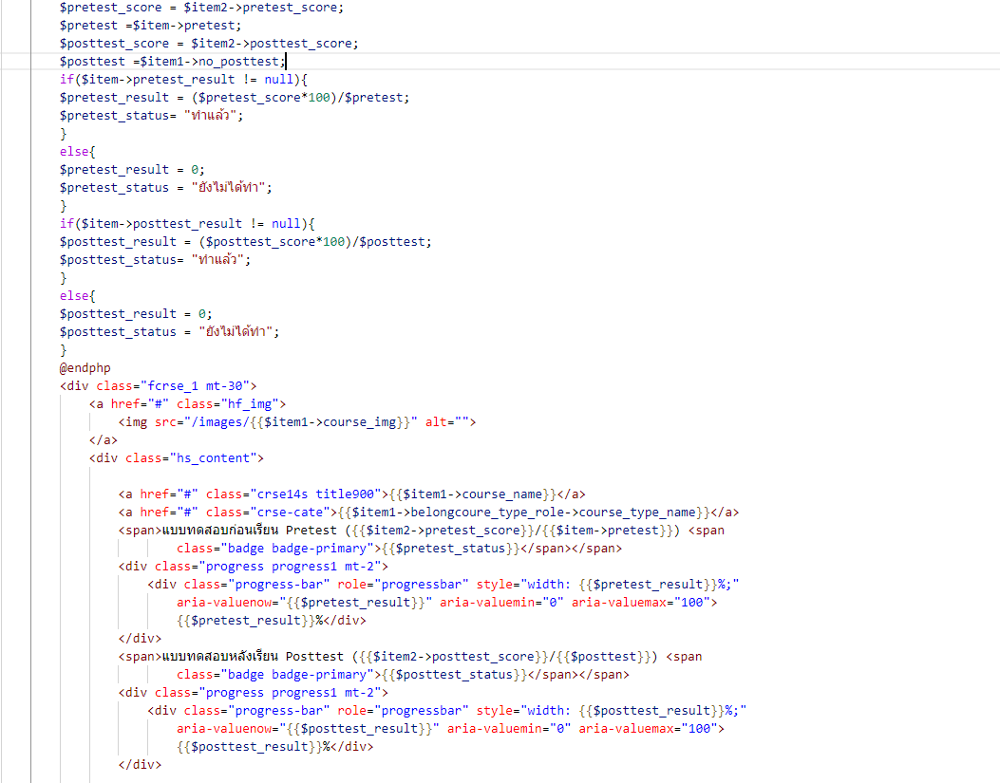 $pretest_score = $item2->pretest_score;
$pretest =$item->pretest;
$posttest_score = $item2->posttest_score;
$posttest =$item1->no_posttest;
if($item->pretest_result != null){
$pretest_result = ($pretest_score*100)/$pretest;
$pretest_status= "ทำแล้ว";
}
else{
$pretest_result = 0;
$pretest_status = "ยังไม่ได้ทำ";
}
if($item->posttest_result != null){
$posttest_result = ($posttest_score*100)/$posttest;
$posttest_status= "ทำแล้ว";
}
else{
$posttest_result = 0;
$posttest_status = "ยังไม่ได้ทำ";
}
@endphp
<div class="fcrse_1 mt-30">
<a href="#" class="hf_img">
<img src="/images/{{$item1->course_img}}" alt="">
</a>
<div class="hs_content">
<a href="#" class="crse14s title900">{{$item1->course_name}}</a>
<a href="#" class="crse-cate">{{$item1->belongcoure_type_role->course_type_name}}</a>
<span>แบบทดสอบก่อนเรียน Pretest ({{$item2->pretest_score}}/{{$item->pretest}}) <span
class="badge badge-primary">{{$pretest_status}}</span></span>
<div class="progress progress1 mt-2">
<div class="progress-bar" role="progressbar" style="width: {{$pretest_result}}%;"
aria-valuenow="{{$pretest_result}}" aria-valuemin="0" aria-valuemax="100">
{{$pretest_result}}%</div>
</div>
<span>แบบทดสอบหลังเรียน Posttest ({{$item2->posttest_score}}/{{$posttest}}) <span
class="badge badge-primary">{{$posttest_status}}</span></span>
<div class="progress progress1 mt-2">
<div class="progress-bar" role="progressbar" style="width: {{$posttest_result}}%;"
aria-valuenow="{{$posttest_result}}" aria-valuemin="0" aria-valuemax="100">
{{$posttest_result}}%</div>
</div>